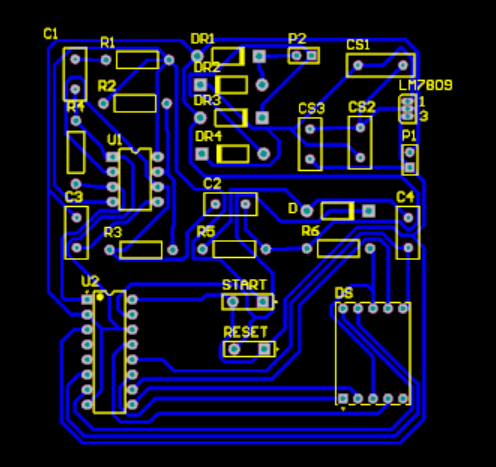 C1
R1
DR1
P2
CS1
DR2
R2
LM7809
1
3
DR3
CS3
CS2
R4
U1
DR4
P1
C2
C3
D
C4
R3
R5
R6
U2
START
DS
RESET